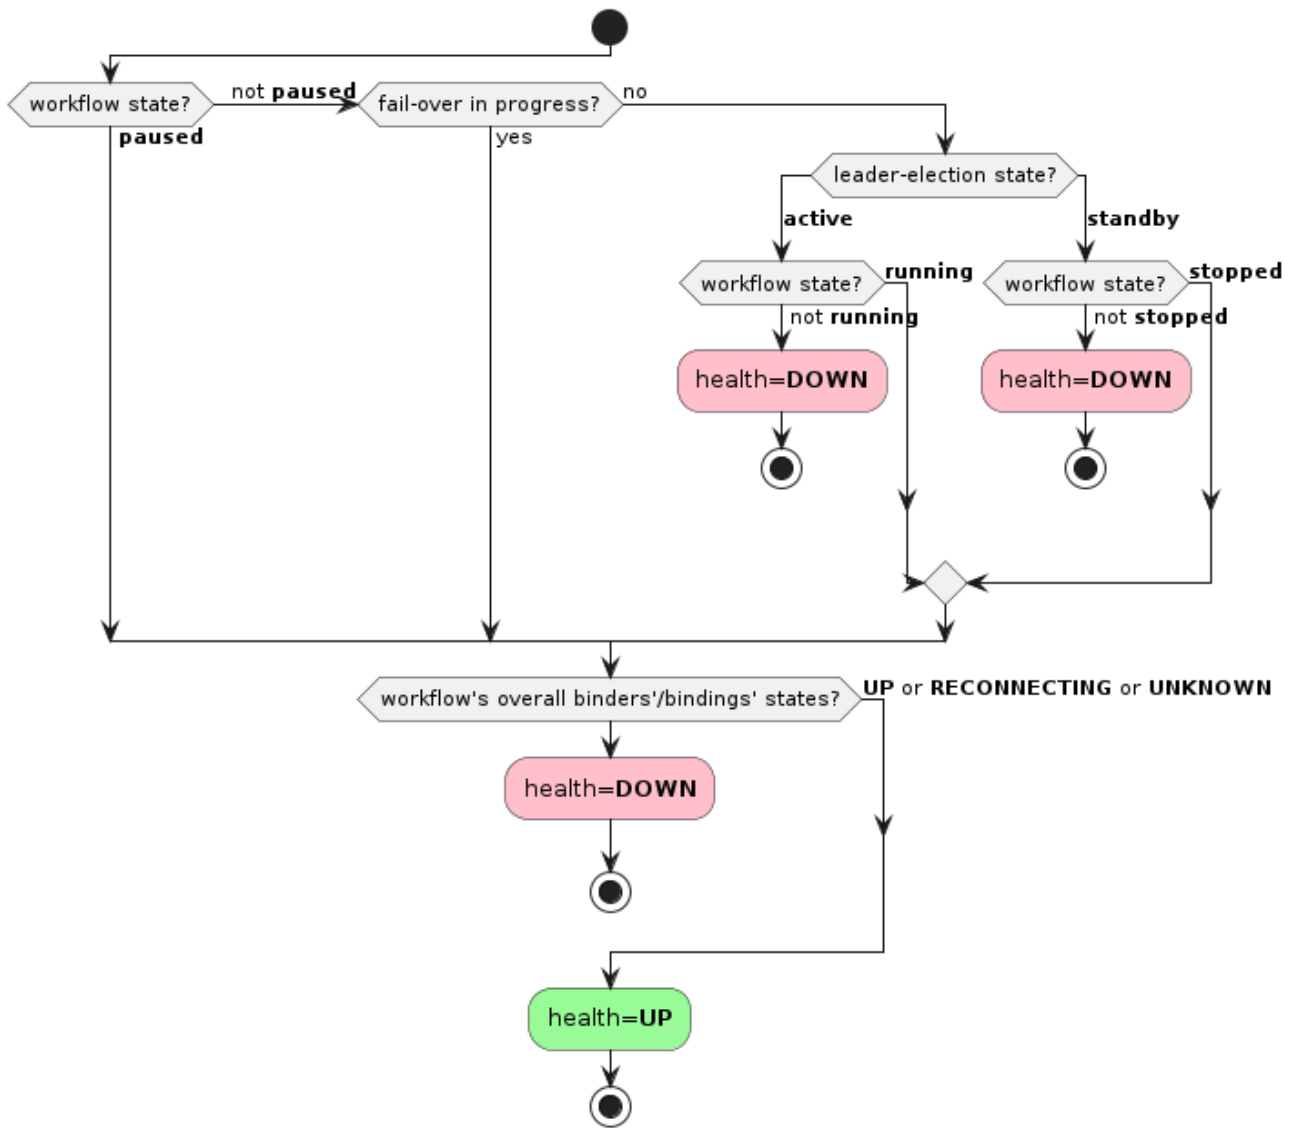 workflow state?
not paused
fail-over in progress?
no
paused
yes
leader-election state?
active
standby
workflow state?
running
workflow state?
stopped
not running
not stopped
health=DOWN
health=DOWN
workflow's overall binders'/bindings' states?
UP or RECONNECTING or UNKNOWN
health=DOWN
health=UP